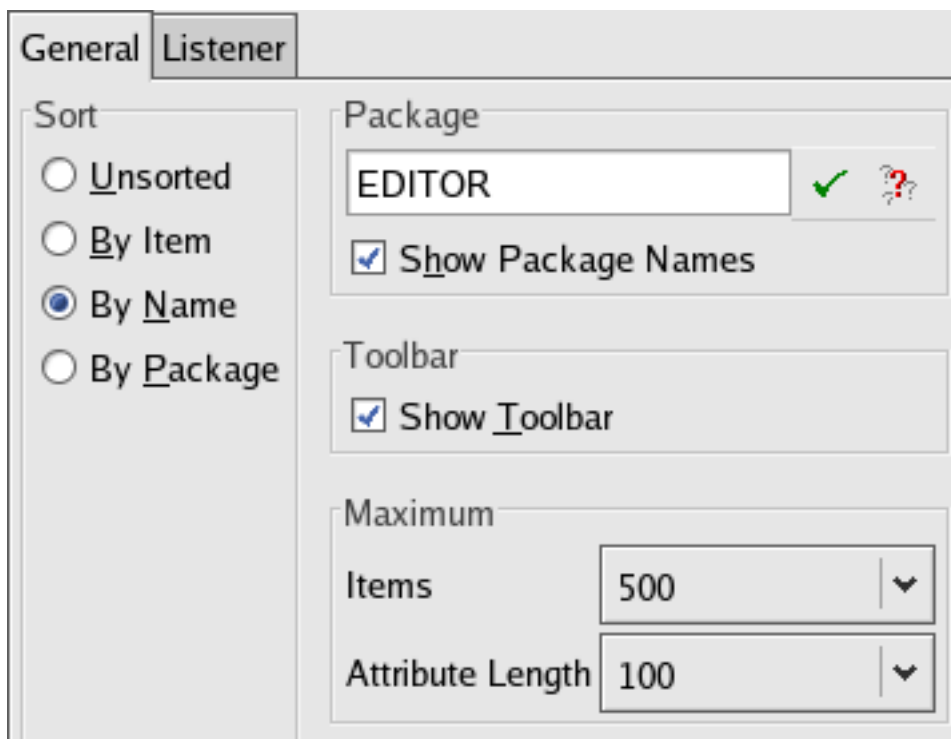 General
Listener
Sort
Unsorted
By Item
By Name
By Package
Package
EDITOR
Show Package Names
Toolbar
Show Toolbar
Maximum
Items
500
Attribute Length
100